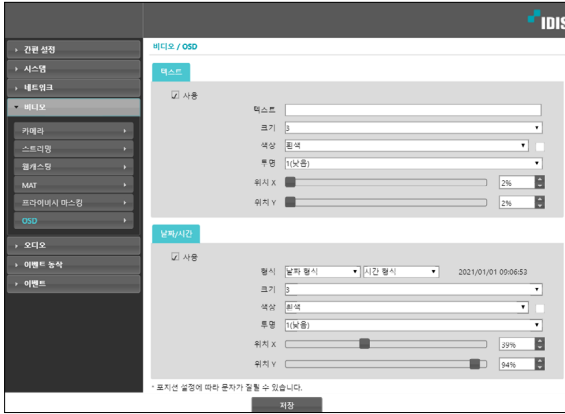 IDIS
간편 설정
시스템
네트워크
비디오
카메라
스트리밍
웹캐스팅
MAT
프라이버시 마스킹
OSD
오디오
이벤트 동작
이벤트
비디오 / OSD
텍스트
사용
텍스트
크기 3
색상 흰색
투명 1(낮음)
위치 X 2%
위치 Y 2%
날짜/시간
사용
형식 날짜 형식 시간 형식 2021/01/01 09:06:53
크기 3
색상 흰색
투명 1(낮음)
위치 X 39%
위치 Y 94%
* 포지션 설정에 따라 문자가 잘릴 수 있습니다.
저장